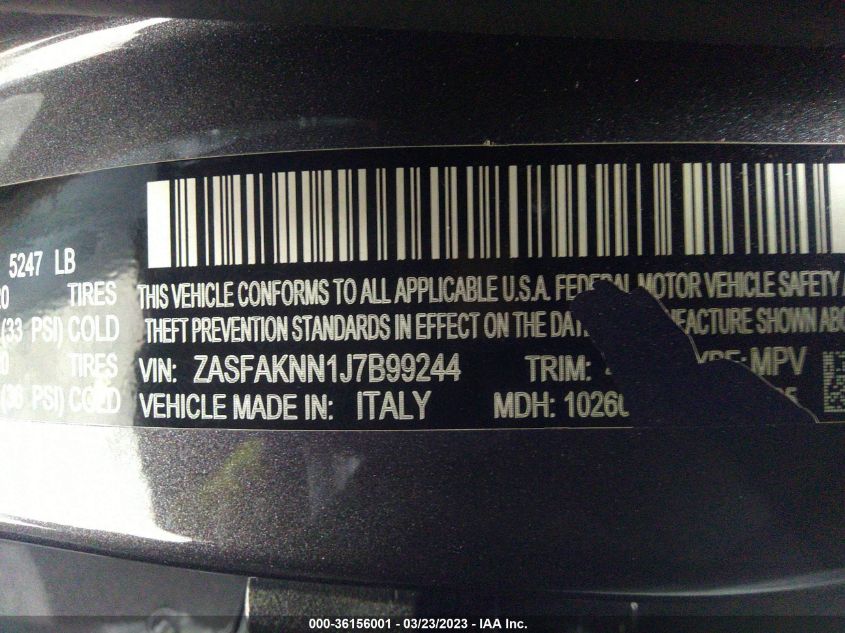 5247 LB
TIRES
(33 PSI) COLD
TIRES
PSI) COLD
THIS VEHICLE CONFORMS TO ALL APPLICABLE U.S.A. FEDERAL MOTOR VEHICLE SAFETY
THEFT PREVENTION STANDARDS IN EFFECT ON THE DATE
SHOWN
VIN: ZASFAKNN1J7B99244 TRIM: MPV
VEHICLE MADE IN: ITALY MDH:
000-36156001 / 03/23/2023 - IAA Inc.